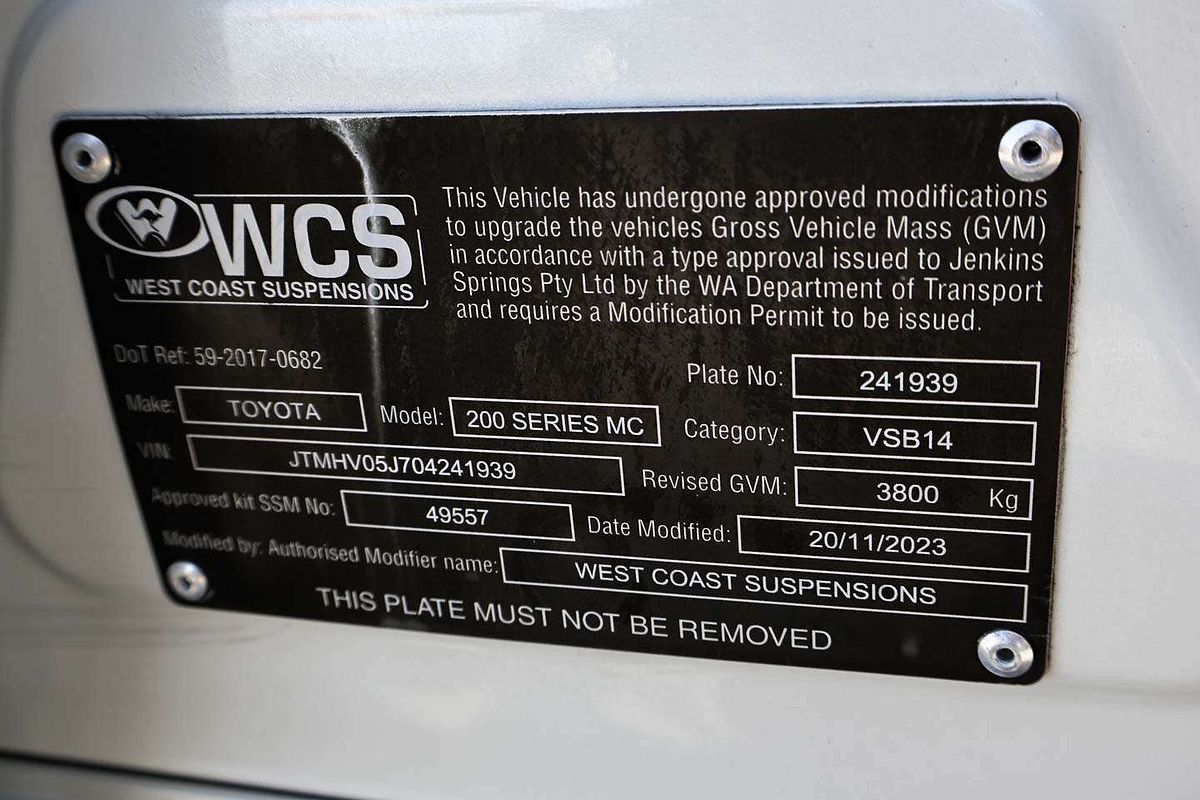 WCS
WEST COAST SUSPENSIONS
This Vehicle has undergone approved modifications
to upgrade the vehicles Gross Vehicle Mass (GVM)
in accordance with a type approval issued to Jenkins
Springs Pty Ltd by the WA Department of Transport
and requires a Modification Permit to be issued.
DoT Ref: 59-2017-0682
Plate No: 241939
Make: TOYOTA Model: 200 SERIES MC Category: VSB14
VIN: JTMHV05J704241939 Revised GVM: 3800 Kg
Approved kit SSM No: 49557 Date Modified: 20/11/2023
Modified by: Authorised Modifier name: WEST COAST SUSPENSIONS
THIS PLATE MUST NOT BE REMOVED